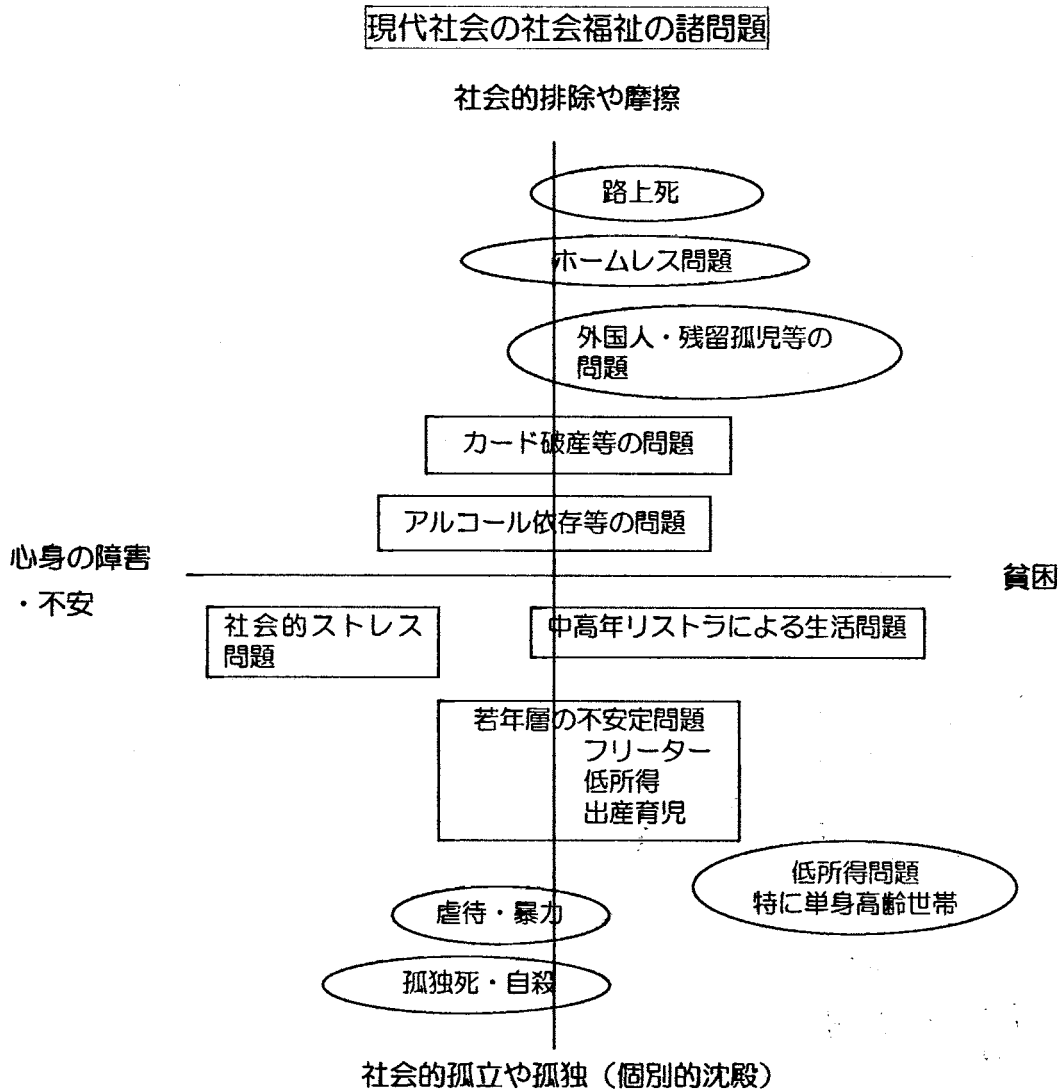 現代社会の社会福祉の諸問題
社会的排除や摩擦
路上死
ホームレス問題
外国人・残留孤児等の
問題
カード破産等の問題
アルコール依存等の問題
心身の障害
・不安
貧困
社会的ストレス
問題
中高年リストラによる生活問題
若年層の不安定問題
フリーター
低所得
出産育児
低所得問題
特に単身高齢世帯
虐待・暴力
孤独死・自殺
社会的孤立や孤独（個別的沈殿）